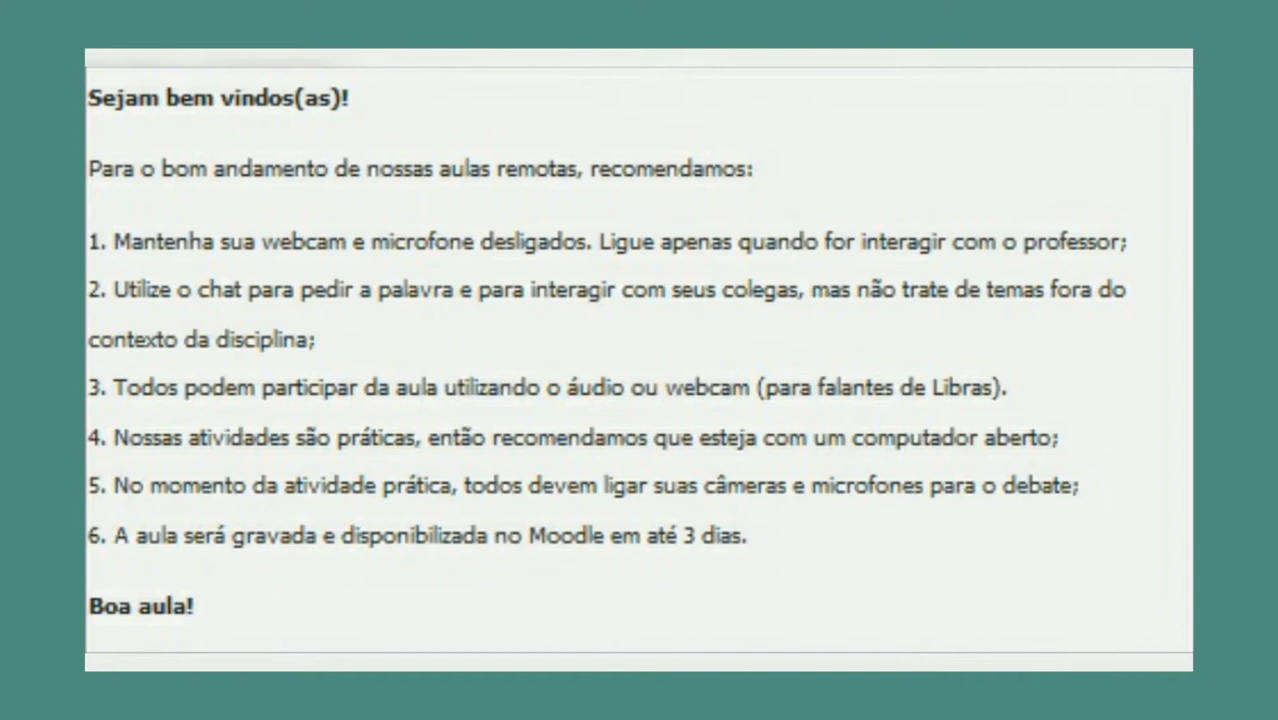 Sejam bem vindos(as)!
Para o bom andamento de nossas aulas remotas, recomendamos:
1. Mantenha sua webcam e microfone desligados. Ligue apenas quando for interagir com o professor;
2. Utilize o chat para pedir a palavra e para interagir com seus colegas, mas não trate de temas fora do
contexto da disciplina;
3. Todos podem participar da aula utilizando o áudio ou webcam (para falantes de Libras).
4. Nossas atividades são práticas, então recomendamos que esteja com um computador aberto;
5. No momento da atividade prática, todos devem ligar suas câmeras e microfones para o debate;
6. A aula será gravada e disponibilizada no Moodle em até 3 dias.
Boa aula!